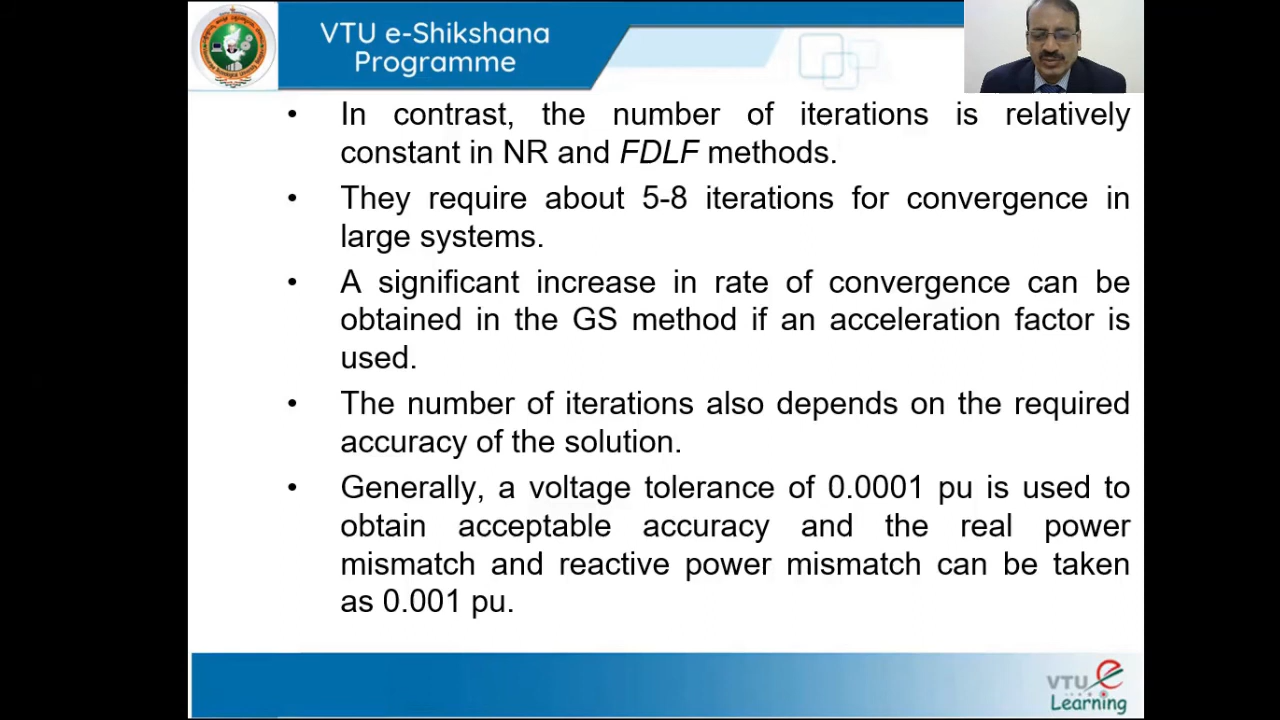 VTU e-Shikshana
Programme
• In contrast, the number of iterations is relatively
constant in NR and FDLF methods.
• They require about 5-8 iterations for convergence in
large systems.
• A significant increase in rate of convergence can be
obtained in the GS method if an acceleration factor is
used.
• The number of iterations also depends on the required
accuracy of the solution.
• Generally, a voltage tolerance of 0.0001 pu is used to
obtain acceptable accuracy and the real power
mismatch and reactive power mismatch can be taken
as 0.001 pu.
VTU e
Learning